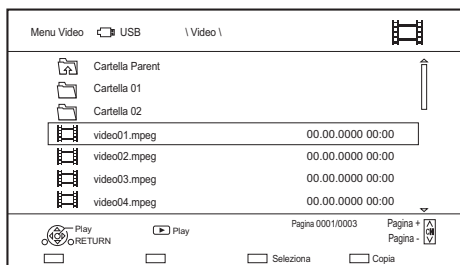 Menu Video USB \ Video \
Cartella Parent
Cartella 01
Cartella 02
video01.mpeg 00.00.0000 00:00
video02.mpeg 00.00.0000 00:00
video03.mpeg 00.00.0000 00:00
video04.mpeg 00.00.0000 00:00
Play
RETURN
Play
Pagina 0001/0003
Pagina +
CH
Pagina -
Seleziona
Copia